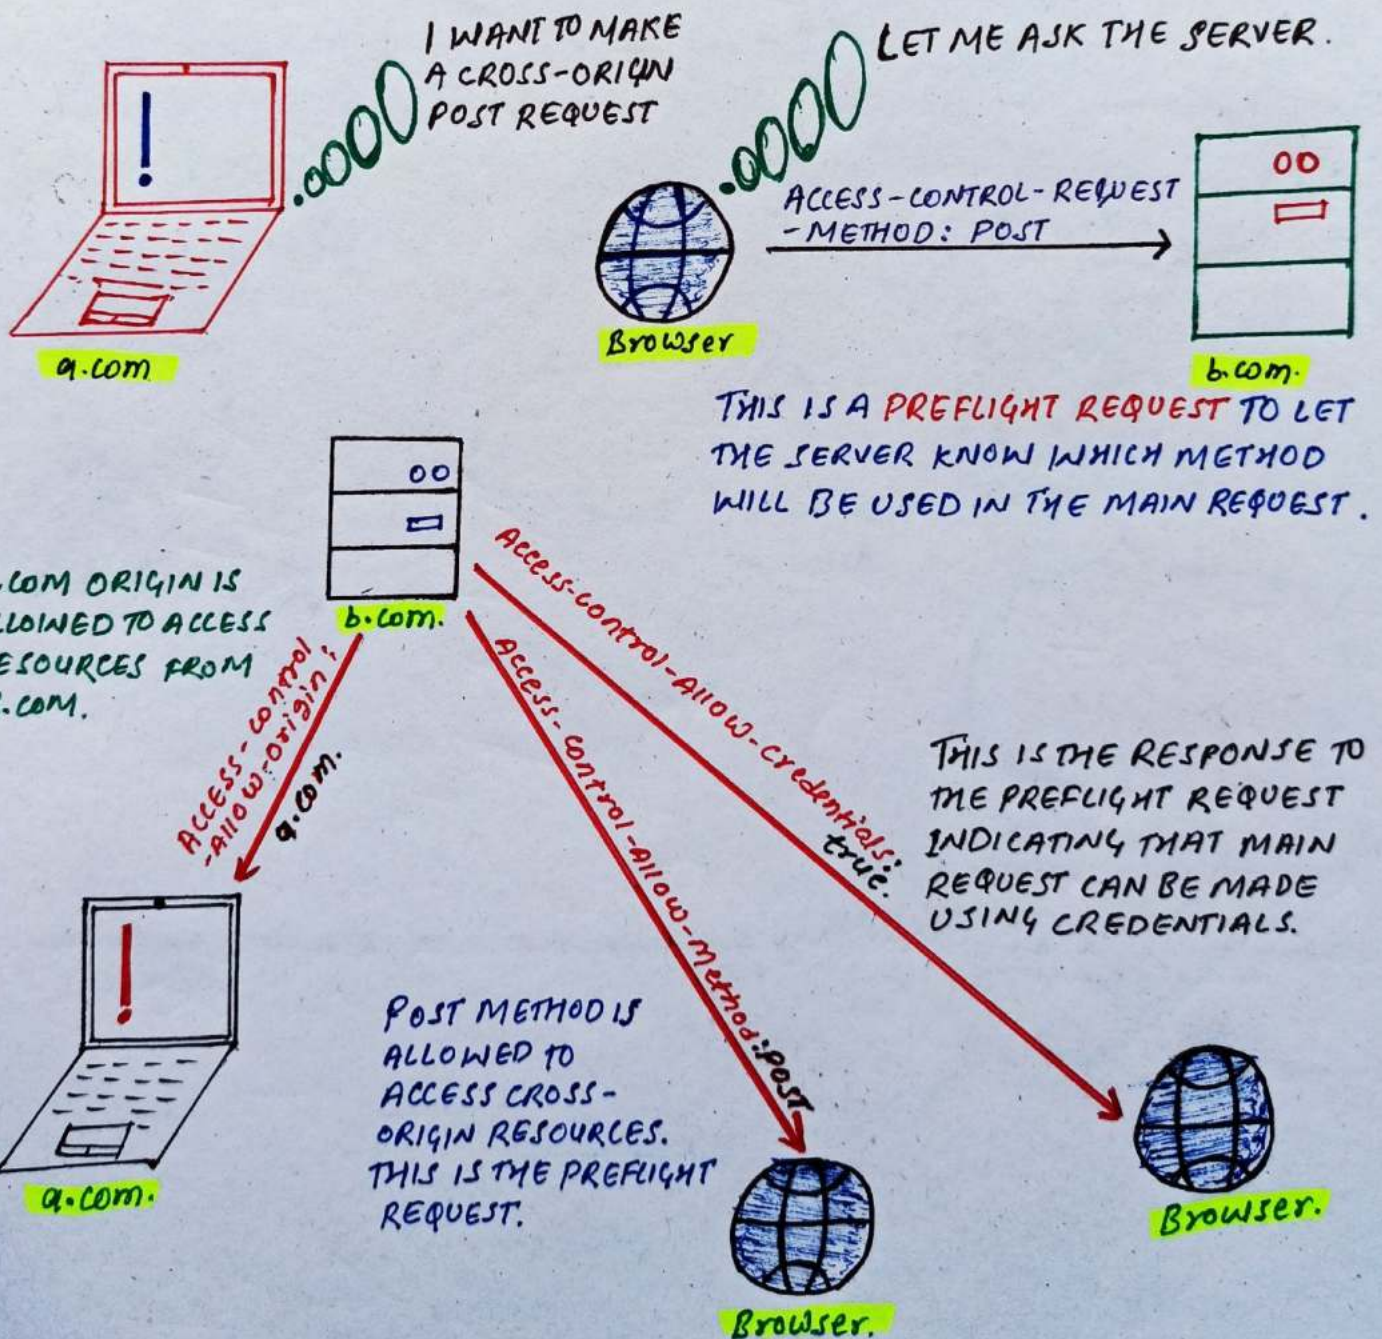 I WANT TO MAKE
A CROSS-ORIGIN
POST REQUEST
LET ME ASK THE SERVER.
ACCESS-CONTROL-REQUEST
-METHOD: POST
a.com
Browser
b.com.
THIS IS A PREFLIGHT REQUEST TO LET
THE SERVER KNOW WHICH METHOD
WILL BE USED IN THE MAIN REQUEST.
b.com.
.COM ORIGIN IS
LLOWED TO ACCESS
ESOURCES FROM
.COM.
Access-control
-Allow-origin:
a.com.
Access-control-Allow-Method:POST
Access-control-Allow-credentials:
true.
THIS IS THE RESPONSE TO
THE PREFLIGHT REQUEST
INDICATING THAT MAIN
REQUEST CAN BE MADE
USING CREDENTIALS.
a.com.
POST METHOD IS
ALLOWED TO
ACCESS CROSS-
ORIGIN RESOURCES.
THIS IS THE PREFLIGHT
REQUEST.
Browser.
Browser.